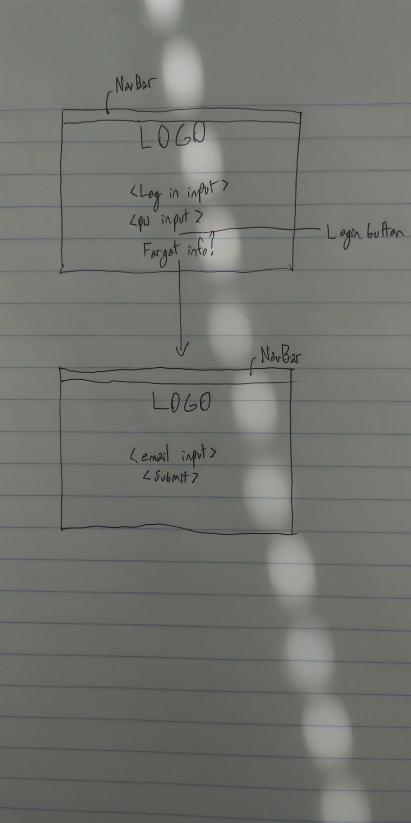 NavBar
LOGO
<Log in input>
<pw input>
Login button
Forgot info?
NavBar
LOGO
<email input>
<Submit>